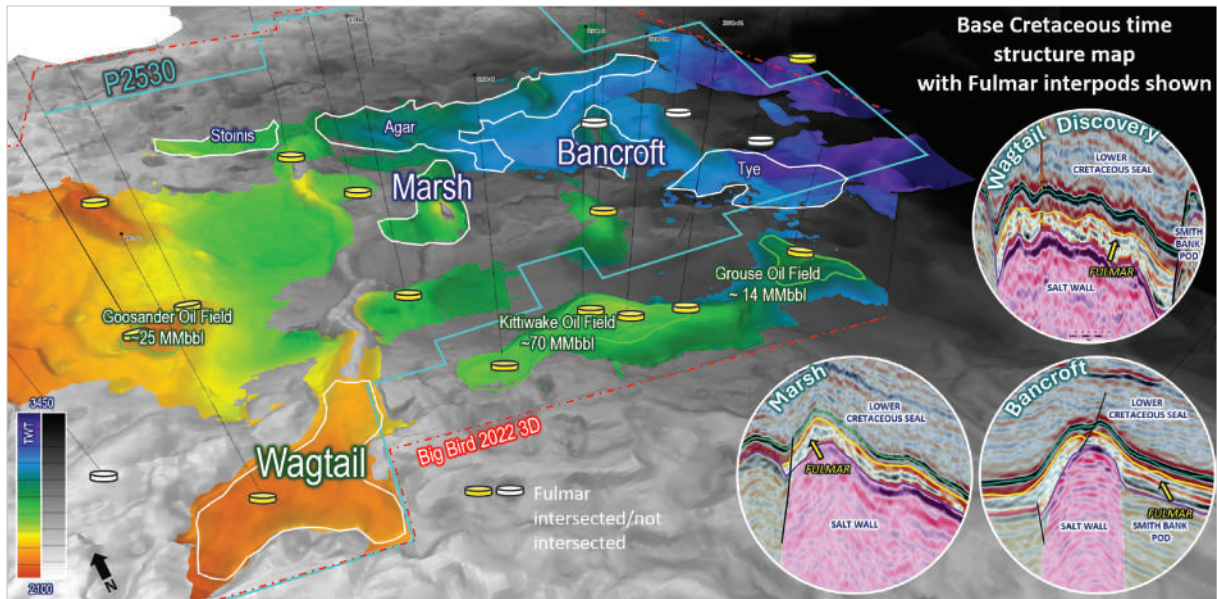 Base Cretaceous time
structure map
with Fulmar interpods shown
P2530
Stoinis
Agar
Bancroft
Marsh
Tye
Grouse Oil Field
~ 14 MMbbl
Goosander Oil Field
~25 MMbbl
Kittiwake Oil Field
~70 MMbbl
Big Bird 2022 3D
Wagtail
Fulmar
intersected/not
intersected
3450
TWT
2100
N
Wagtail Discovery
LOWER
CRETACEOUS SEAL
SMITH
BANK
POD
FULMAR
SALT WALL
Marsh
LOWER
CRETACEOUS SEAL
FULMAR
SALT WALL
Bancroft
LOWER
CRETACEOUS SEAL
FULMAR
SALT WALL
SMITH BANK
POD